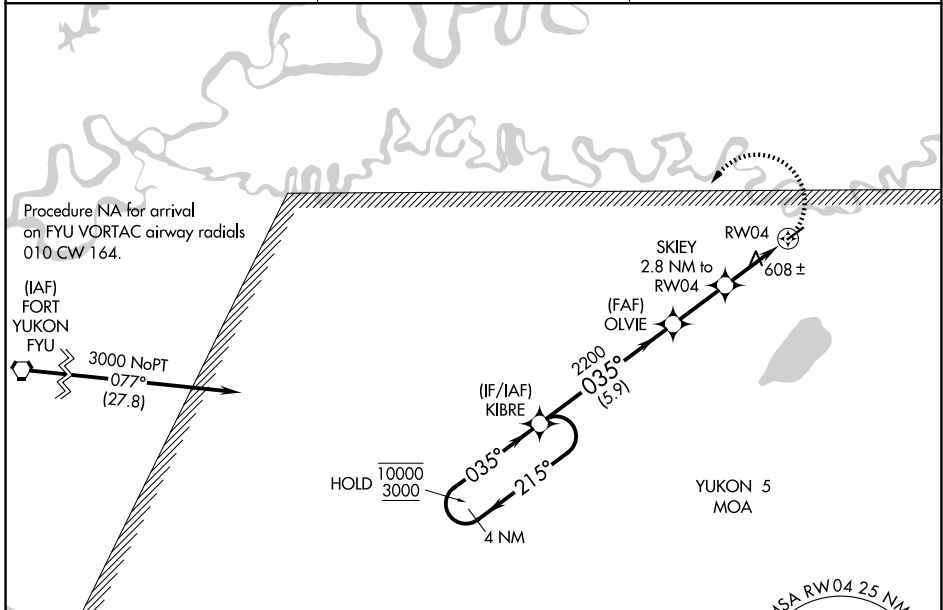 Procedure NA for arrival
on FYU VORTAC airway radials
010 CW 164.
(IAF)
FORT
YUKON
FYU
3000 NoPT
077°
(27.8)
RW04
SKIEY
2.8 NM to
RW04
608 ±
(FAF)
OLVIE
2200
035°
(5.9)
(IF/IAF)
KIBRE
035°
215°
HOLD
10000
3000
4 NM
YUKON 5
MOA
MSA RW04 25 NM